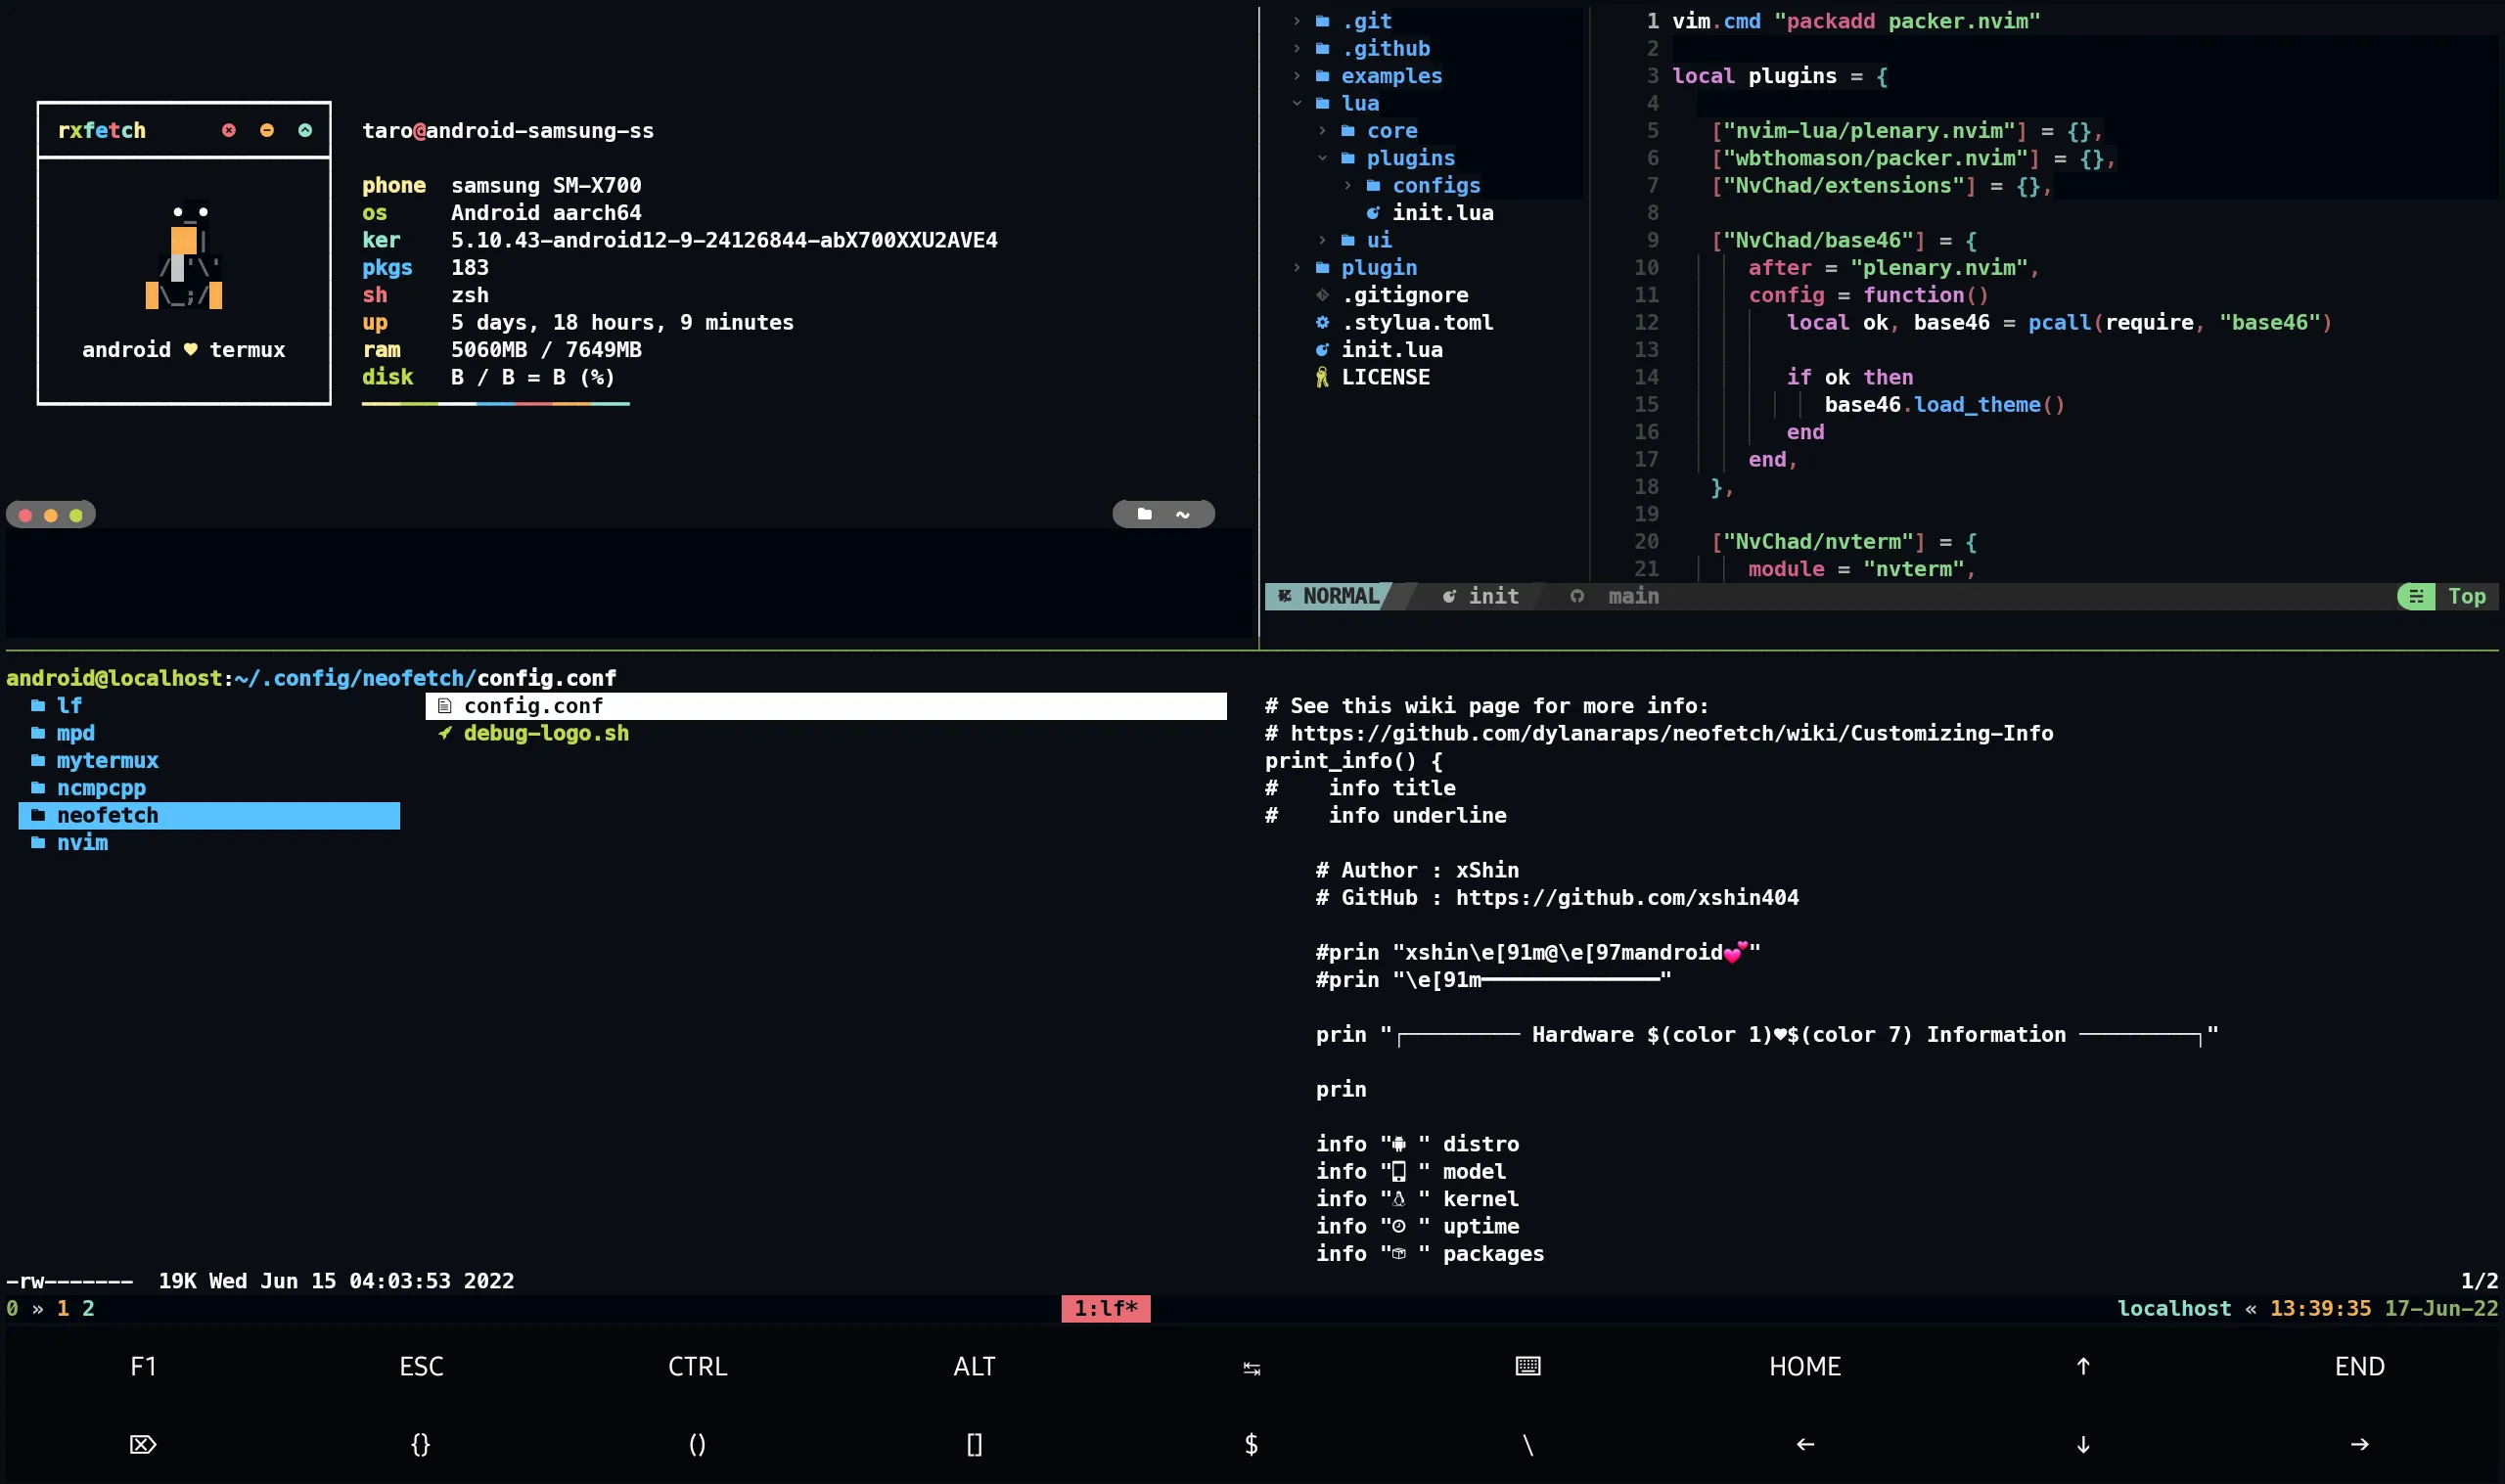 rxfetch
taro@android-samsung-ss
phone samsung SM-X700
os Android aarch64
ker 5.10.43-android12-9-24126844-abX700XXU2AVE4
pkgs 183
sh zsh
up 5 days, 18 hours, 9 minutes
ram 5060MB / 7649MB
disk B / B = B (%)
android ♥ termux
~
.git
.github
examples
lua
core
plugins
configs
init.lua
ui
plugin
.gitignore
.stylua.toml
init.lua
LICENSE
1 vim.cmd "packadd packer.nvim"
2
3 local plugins = {
4
5 ["nvim-lua/plenary.nvim"] = {},
6 ["wbthomason/packer.nvim"] = {},
7 ["NvChad/extensions"] = {},
8
9 ["NvChad/base46"] = {
10 after = "plenary.nvim",
11 config = function()
12 local ok, base46 = pcall(require, "base46")
13
14 if ok then
15 base46.load_theme()
16 end
17 end,
18 },
19
20 ["NvChad/nvterm"] = {
21 module = "nvterm",
NORMAL init main Top
android@localhost:~/.config/neofetch/config.conf
lf
mpd
mytermux
ncmpcpp
neofetch
nvim
config.conf
debug-logo.sh
# See this wiki page for more info:
# https://github.com/dylanaraps/neofetch/wiki/Customizing-Info
print_info() {
# info title
# info underline
# Author : xShin
# GitHub : https://github.com/xshin404
#prin "xshin\e[91m@\e[97mandroid💕"
#prin "\e[91m━━━━━━━━━━━━━━"
prin "┌───────── Hardware $(color 1)♥$(color 7) Information ─────────┐"
prin
info " " distro
info " " model
info " " kernel
info " " uptime
info " " packages
-rw------- 19K Wed Jun 15 04:03:53 2022 1/2
0 » 1 2 1:lf* localhost « 13:39:35 17-Jun-22
F1 ESC CTRL ALT ↹ ⌨ HOME ↑ END
⌦ {} () [] $ \ ← ↓ →